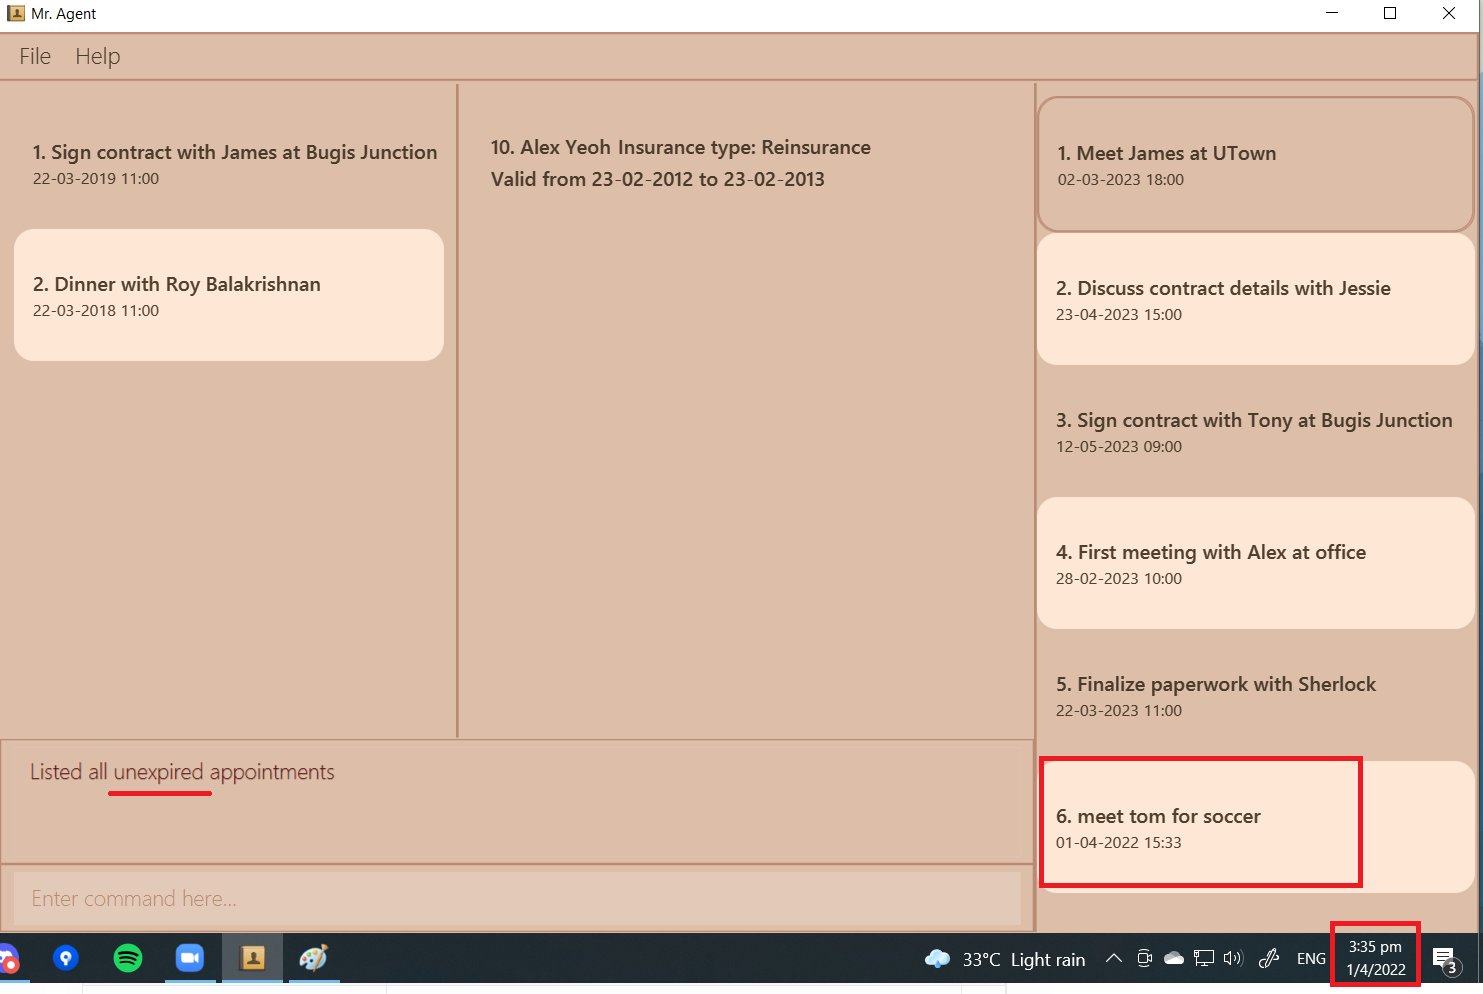 Mr. Agent
File Help
1. Sign contract with James at Bugis Junction
22-03-2019 11:00
2. Dinner with Roy Balakrishnan
22-03-2018 11:00
10. Alex Yeoh Insurance type: Reinsurance
Valid from 23-02-2012 to 23-02-2013
1. Meet James at UTown
02-03-2023 18:00
2. Discuss contract details with Jessie
23-04-2023 15:00
3. Sign contract with Tony at Bugis Junction
12-05-2023 09:00
4. First meeting with Alex at office
28-02-2023 10:00
5. Finalize paperwork with Sherlock
22-03-2023 11:00
6. meet tom for soccer
01-04-2022 15:33
Listed all unexpired appointments
Enter command here...
33°C Light rain
ENG
3:35 pm
1/4/2022
3